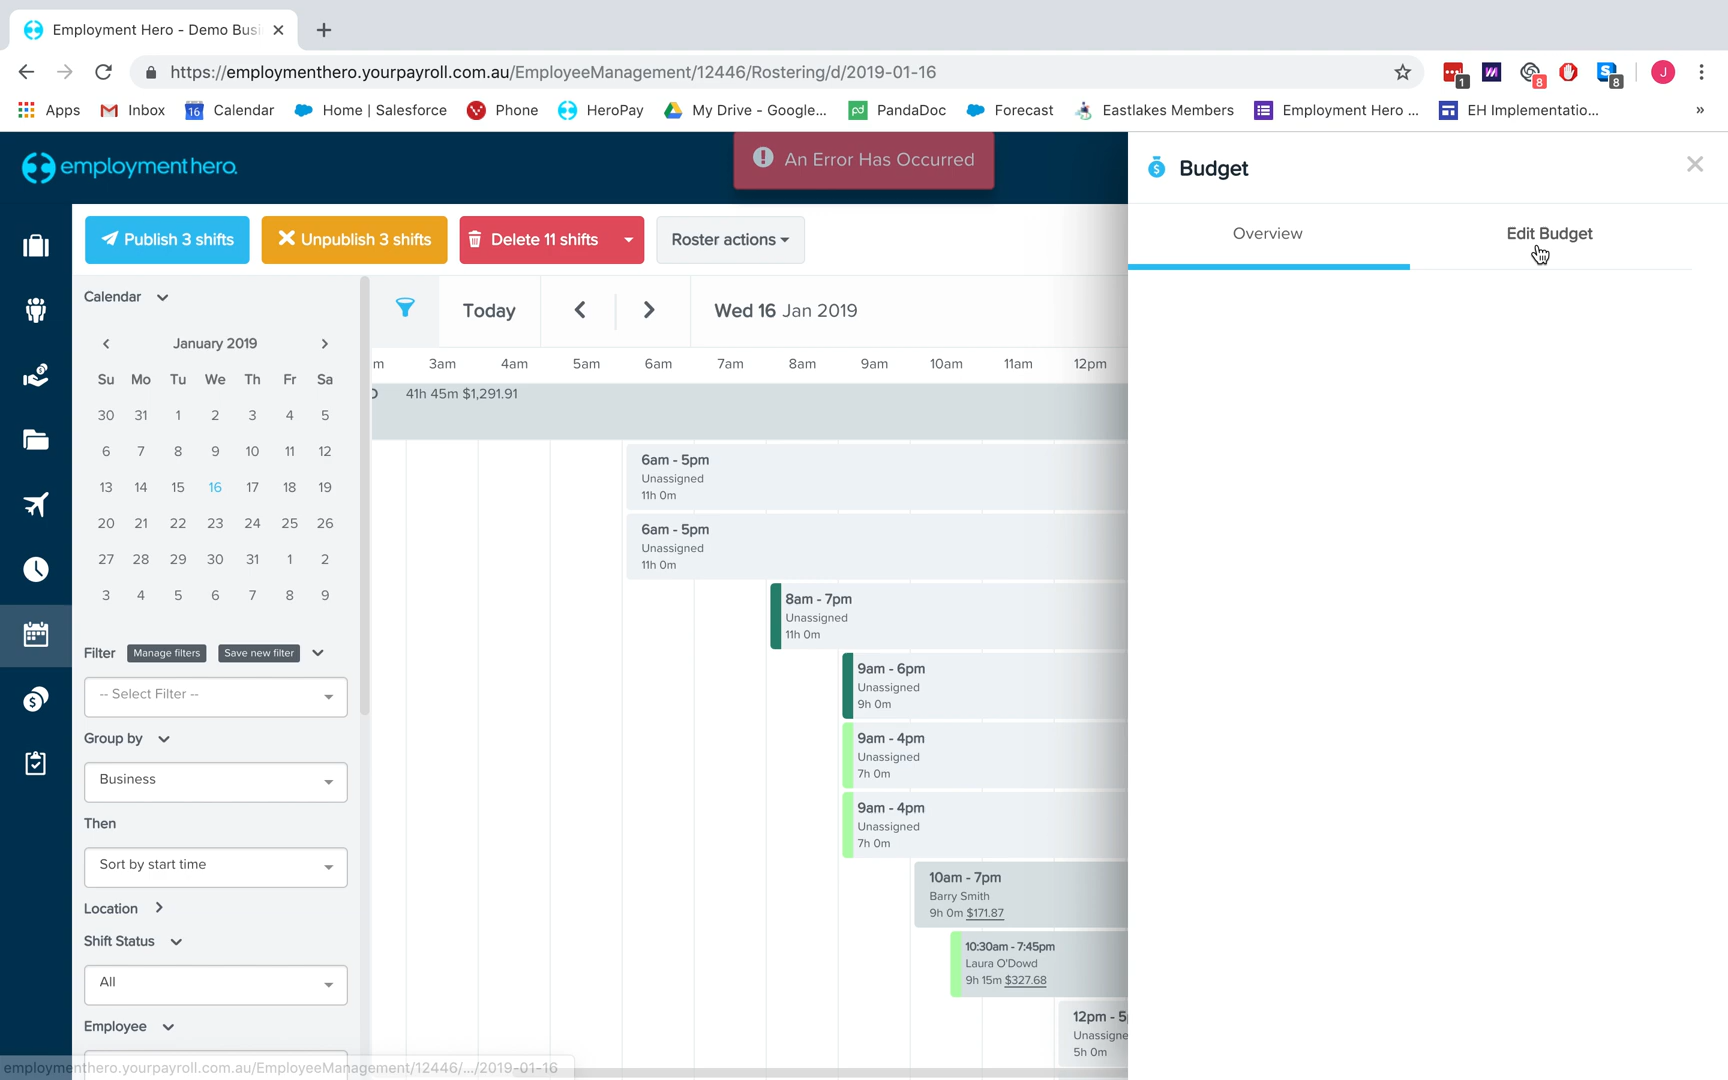 Employment Hero - Demo Busi
https://employmenthero.yourpayroll.com.au/EmployeeManagement/12446/Rostering/d/2019-01-16
1
8
8
J
Apps
Inbox
16 Calendar
Home | Salesforce
Phone
HeroPay
My Drive - Google...
pd PandaDoc
Forecast
Eastlakes Members
Employment Hero ...
EH Implementatio...
»
employmenthero.
An Error Has Occurred
Budget
Publish 3 shifts
Unpublish 3 shifts
Delete 11 shifts
Roster actions
Overview
Edit Budget
Calendar
Today
Wed 16 Jan 2019
January 2019
m 3am 4am 5am 6am 7am 8am 9am 10am 11am 12pm
Su Mo Tu We Th Fr Sa
41h 45m $1,291.91
30 31 1 2 3 4 5
6 7 8 9 10 11 12
13 14 15 16 17 18 19
20 21 22 23 24 25 26
27 28 29 30 31 1 2
3 4 5 6 7 8 9
6am - 5pm
Unassigned
11h 0m
6am - 5pm
Unassigned
11h 0m
8am - 7pm
Unassigned
11h 0m
9am - 6pm
Unassigned
9h 0m
9am - 4pm
Unassigned
7h 0m
9am - 4pm
Unassigned
7h 0m
10am - 7pm
Barry Smith
9h 0m $171.87
10:30am - 7:45pm
Laura O'Dowd
9h 15m $327.68
12pm - 5p
Unassigne
5h 0m
Filter
Manage filters
Save new filter
-- Select Filter --
Group by
Business
Then
Sort by start time
Location
Shift Status
All
Employee
employmenthero.yourpayroll.com.au/EmployeeManagement/12446/.../2019-01-16